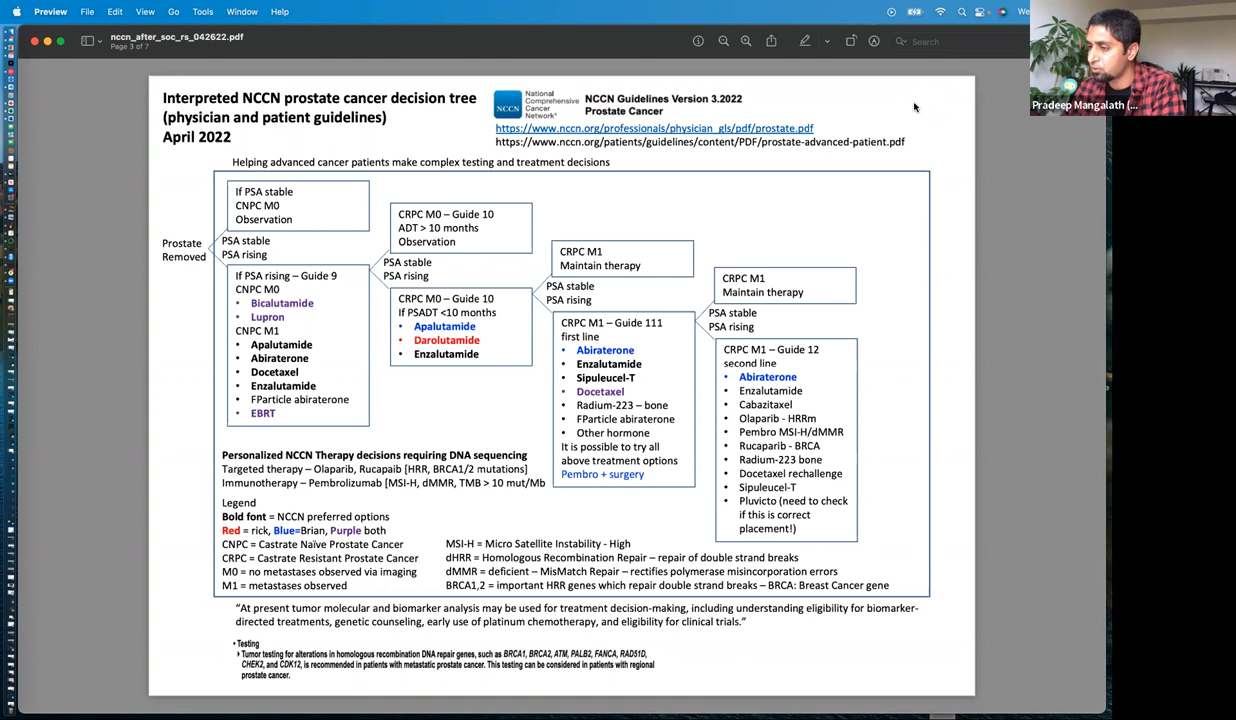 Preview File Edit View Go Tools Window Help
We
nccn_after_soc_rs_042622.pdf
Page 3 of 7
Search
Pradeep Mangalath (...
Interpreted NCCN prostate cancer decision tree
(physician and patient guidelines)
April 2022
NCCN
National
Comprehensive
Cancer
Network®
NCCN Guidelines Version 3.2022
Prostate Cancer
https://www.nccn.org/professionals/physician_gls/pdf/prostate.pdf
https://www.nccn.org/patients/guidelines/content/PDF/prostate-advanced-patient.pdf
Helping advanced cancer patients make complex testing and treatment decisions
Prostate
Removed
If PSA stable
CNPC M0
Observation
PSA stable
PSA rising
If PSA rising – Guide 9
CNPC M0
• Bicalutamide
• Lupron
CNPC M1
• Apalutamide
• Abiraterone
• Docetaxel
• Enzalutamide
• FParticle abiraterone
• EBRT
CRPC M0 – Guide 10
ADT > 10 months
Observation
PSA stable
PSA rising
CRPC M0 – Guide 10
If PSADT <10 months
• Apalutamide
• Darolutamide
• Enzalutamide
CRPC M1
Maintain therapy
PSA stable
PSA rising
CRPC M1 – Guide 111
first line
• Abiraterone
• Enzalutamide
• Sipuleucel-T
• Docetaxel
• Radium-223 – bone
• FParticle abiraterone
• Other hormone
It is possible to try all
above treatment options
Pembro + surgery
CRPC M1
Maintain therapy
PSA stable
PSA rising
CRPC M1 – Guide 12
second line
• Abiraterone
• Enzalutamide
• Cabazitaxel
• Olaparib - HRRm
• Pembro MSI-H/dMMR
• Rucaparib - BRCA
• Radium-223 bone
• Docetaxel rechallenge
• Sipuleucel-T
• Pluvicto (need to check
if this is correct
placement!)
Personalized NCCN Therapy decisions requiring DNA sequencing
Targeted therapy – Olaparib, Rucapaib [HRR, BRCA1/2 mutations]
Immunotherapy – Pembrolizumab [MSI-H, dMMR, TMB > 10 mut/Mb
Legend
Bold font = NCCN preferred options
Red = rick, Blue=Brian, Purple both
CNPC = Castrate Naïve Prostate Cancer
CRPC = Castrate Resistant Prostate Cancer
M0 = no metastases observed via imaging
M1 = metastases observed
MSI-H = Micro Satellite Instability - High
dHRR = Homologous Recombination Repair – repair of double strand breaks
dMMR = deficient - MisMatch Repair – rectifies polymerase misincorporation errors
BRCA1,2 = important HRR genes which repair double strand breaks – BRCA: Breast Cancer gene
“At present tumor molecular and biomarker analysis may be used for treatment decision-making, including understanding eligibility for biomarker-
directed treatments, genetic counseling, early use of platinum chemotherapy, and eligibility for clinical trials.”
• Testing
Tumor testing for alterations in homologous recombination DNA repair genes, such as BRCA1, BRCA2, ATM, PALB2, FANCA, RAD51D,
CHEK2, and CDK12, is recommended in patients with metastatic prostate cancer. This testing can be considered in patients with regional
prostate cancer.